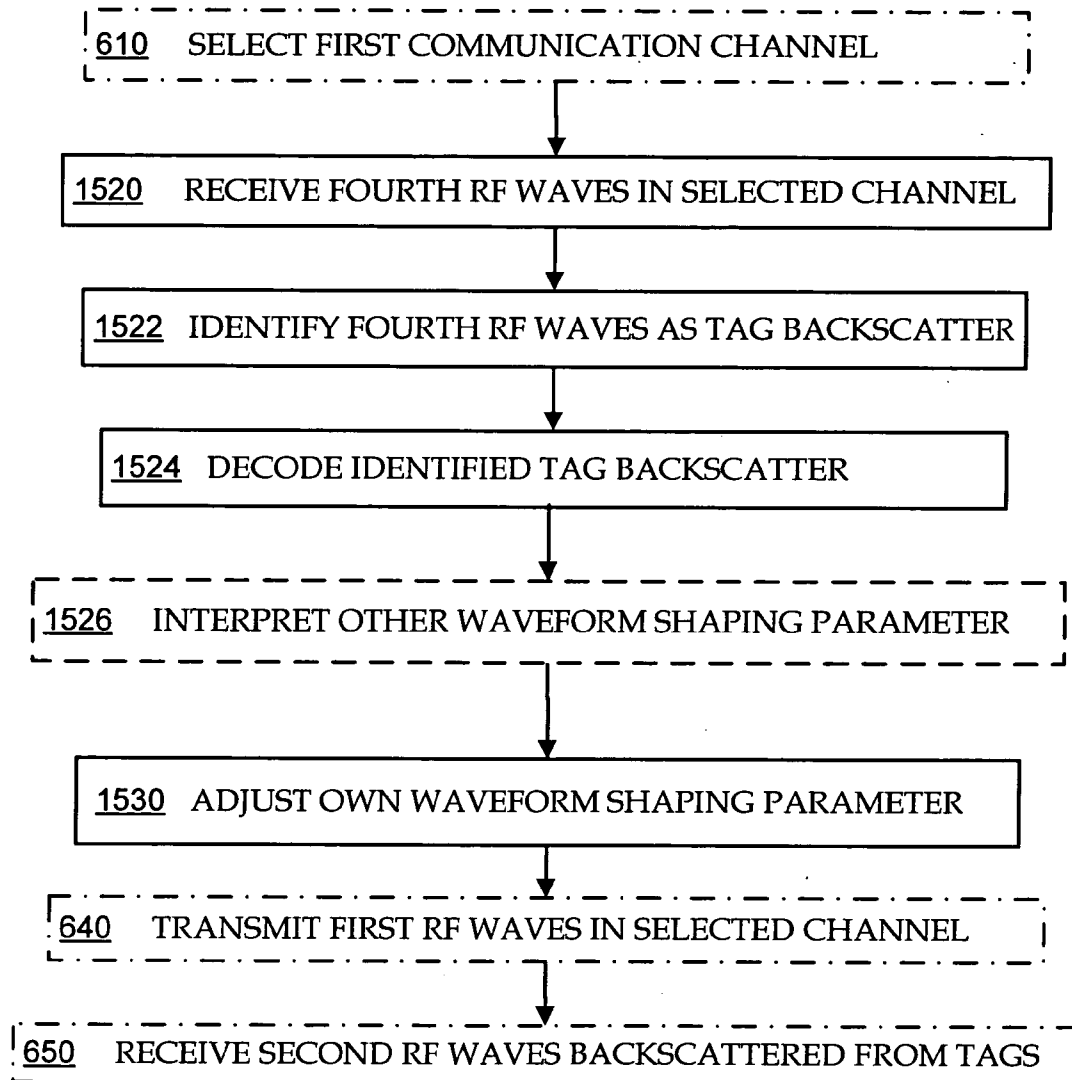 610 SELECT FIRST COMMUNICATION CHANNEL
1520 RECEIVE FOURTH RF WAVES IN SELECTED CHANNEL
1522 IDENTIFY FOURTH RF WAVES AS TAG BACKSCATTER
1524 DECODE IDENTIFIED TAG BACKSCATTER
1526 INTERPRET OTHER WAVEFORM SHAPING PARAMETER
1530 ADJUST OWN WAVEFORM SHAPING PARAMETER
640 TRANSMIT FIRST RF WAVES IN SELECTED CHANNEL
650 RECEIVE SECOND RF WAVES BACKSCATTERED FROM TAGS